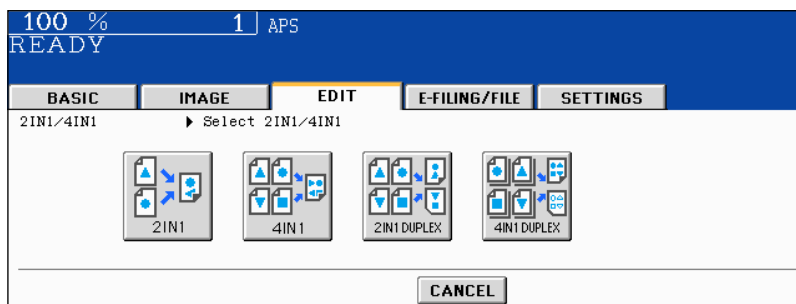 100 % 1 APS
READY
BASIC IMAGE EDIT E-FILING/FILE SETTINGS
2IN1/4IN1 Select 2IN1/4IN1
2IN1 4IN1 2IN1 DUPLEX 4IN1 DUPLEX
CANCEL